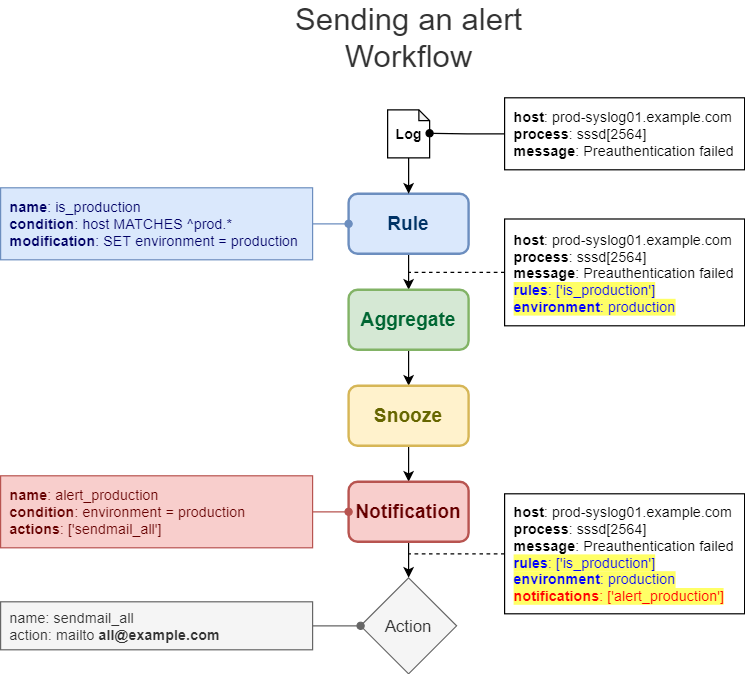 Sending an alert
Workflow
Log
host: prod-syslog01.example.com
process: sssd[2564]
message: Preauthentication failed
name: is_production
condition: host MATCHES ^prod.*
modification: SET environment = production
Rule
host: prod-syslog01.example.com
process: sssd[2564]
message: Preauthentication failed
rules: ['is_production']
environment: production
Aggregate
Snooze
name: alert_production
condition: environment = production
actions: ['sendmail_all']
Notification
host: prod-syslog01.example.com
process: sssd[2564]
message: Preauthentication failed
rules: ['is_production']
environment: production
notifications: ['alert_production']
name: sendmail_all
action: mailto all@example.com
Action